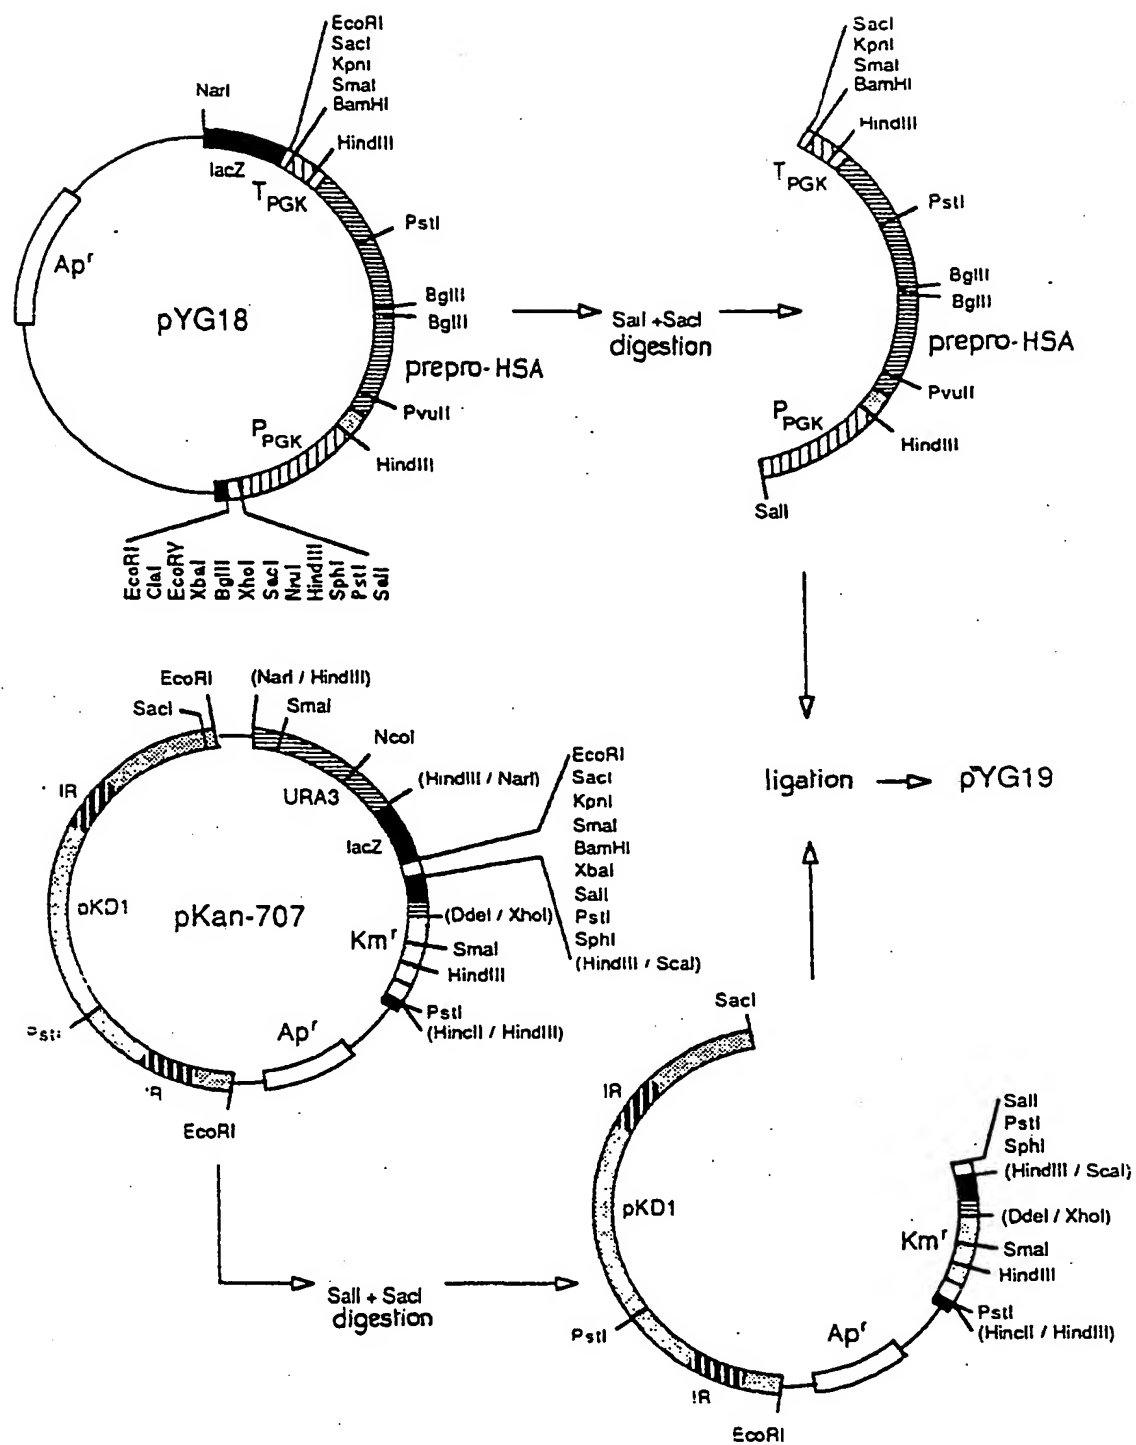 EcoRI
SacI
KpnI
SmaI
BamHI
HindIII
NarI
lacZ
TPGK
PstI
Apr
BglII
BglII
pYG18
prepro-HSA
PvuII
PPGK
HindIII
EcoRI
ClaI
EcoRV
XbaI
BglII
XhoI
SacI
NruI
HindIII
SphI
PstI
SalI
SalI +SacI
digestion
SacI
KpnI
SmaI
BamHI
HindIII
TPGK
PstI
BglII
BglII
prepro-HSA
PvuII
PPGK
HindIII
SalI
EcoRI
(NarI / HindIII)
SacI
SmaI
NcoI
(HindIII / NarI)
IR
URA3
lacZ
EcoRI
SacI
KpnI
SmaI
BamHI
XbaI
SalI
PstI
SphI
(HindIII / ScaI)
pKD1
pKan-707
(DdeI / XhoI)
Kmr
SmaI
HindIII
PstI
(HincII / HindIII)
PstI
Apr
IR
EcoRI
ligation
pYG19
SalI + SacI
digestion
SacI
IR
SalI
PstI
SphI
(HindIII / ScaI)
pKD1
(DdeI / XhoI)
Kmr
SmaI
HindIII
PstI
(HincII / HindIII)
PstI
Apr
IR
EcoRI